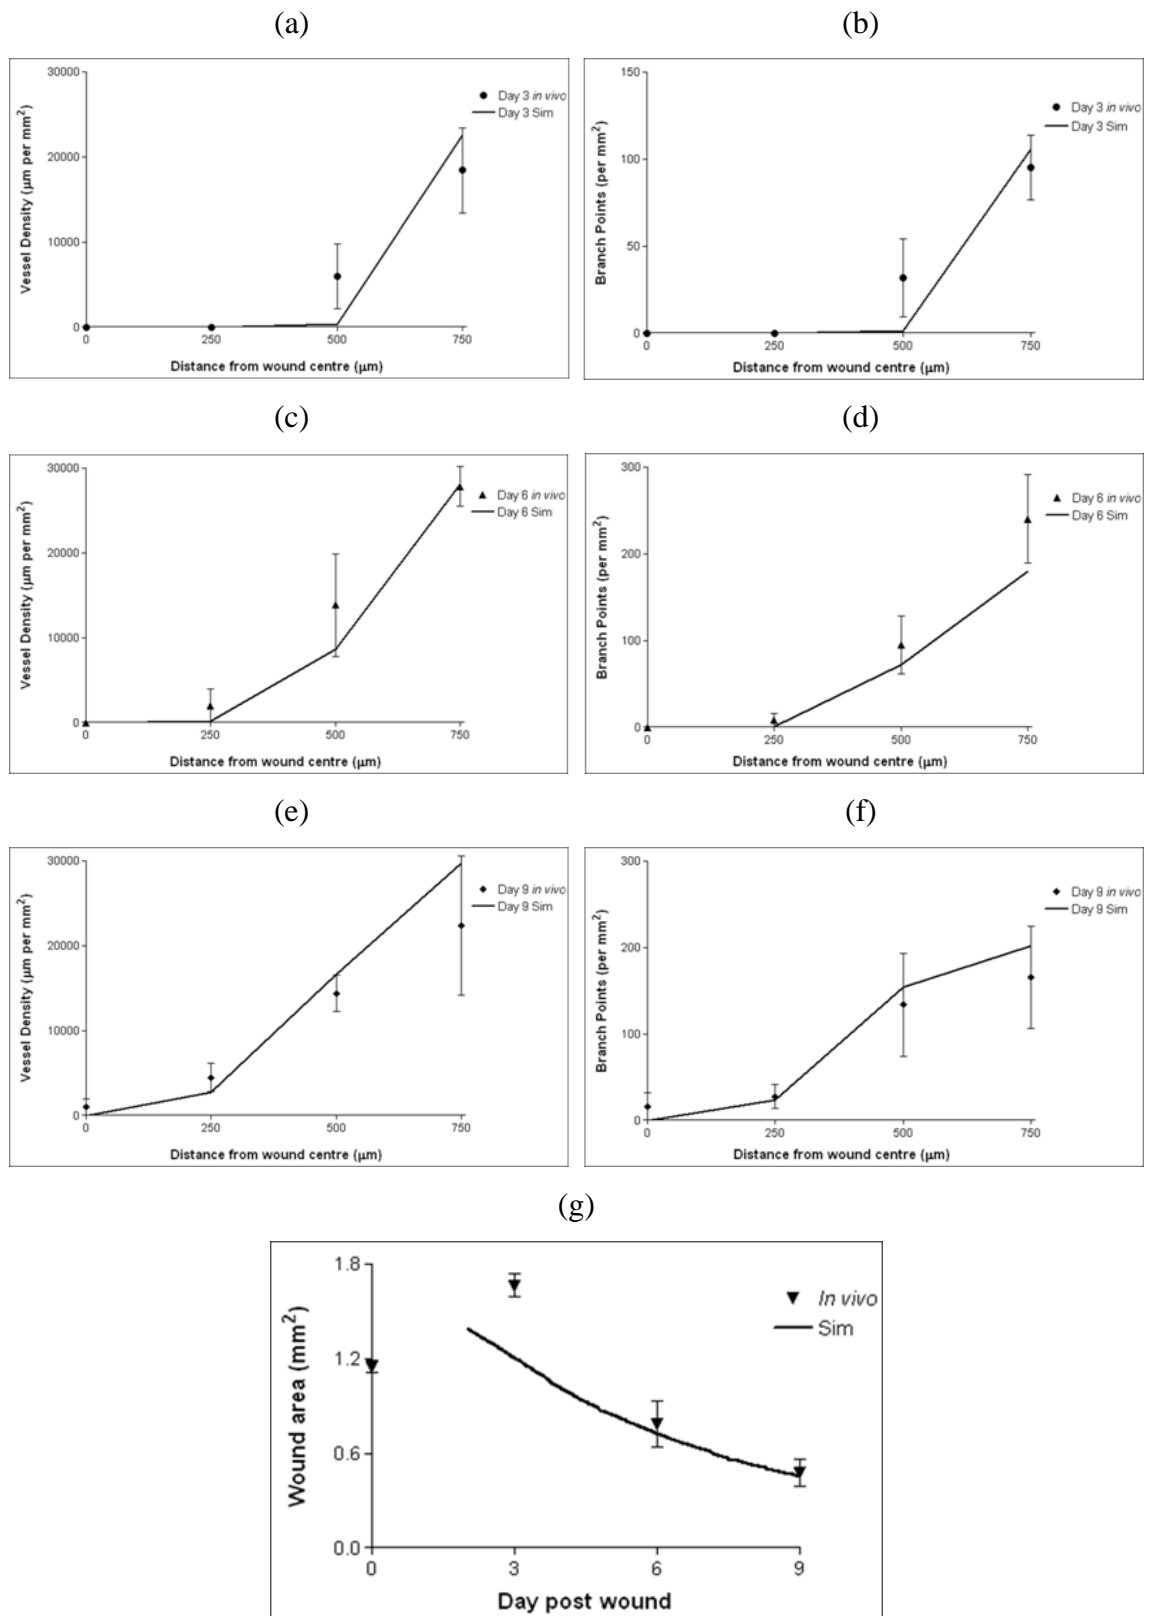 (a)
(b)
30000
20000
10000
0
0
250
500
750
Vessel Density (μm per mm²)
Distance from wound centre (μm)
Day 3 in vivo
Day 3 Sim
150
100
50
0
0
250
500
750
Branch Points (per mm²)
Distance from wound centre (μm)
Day 3 in vivo
Day 3 Sim
(c)
(d)
30000
20000
10000
0
0
250
500
750
Vessel Density (μm per mm²)
Distance from wound centre (μm)
Day 6 in vivo
Day 6 Sim
300
200
100
0
0
250
500
750
Branch Points (per mm²)
Distance from wound centre (μm)
Day 6 in vivo
Day 6 Sim
(e)
(f)
30000
20000
10000
0
0
250
500
750
Vessel Density (μm per mm²)
Distance from wound centre (μm)
Day 9 in vivo
Day 9 Sim
300
200
100
0
0
250
500
750
Branch Points (per mm²)
Distance from wound centre (μm)
Day 9 in vivo
Day 9 Sim
(g)
1.8
1.2
0.6
0.0
0
3
6
9
Wound area (mm²)
Day post wound
In vivo
Sim